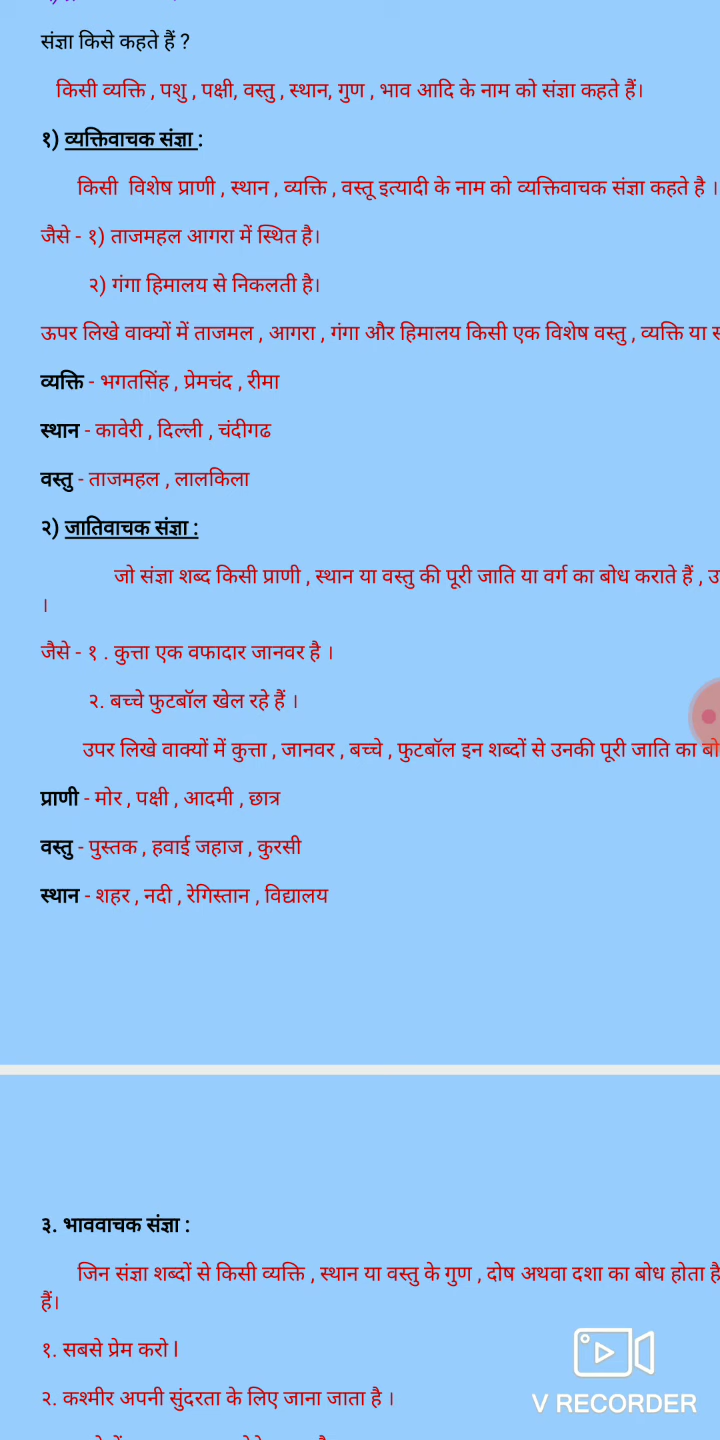 संज्ञा किसे कहते हैं ?
किसी व्यक्ति , पशु , पक्षी, वस्तु , स्थान, गुण , भाव आदि के नाम को संज्ञा कहते हैं।
१) व्यक्तिवाचक संज्ञा :
किसी विशेष प्राणी , स्थान , व्यक्ति , वस्तू इत्यादी के नाम को व्यक्तिवाचक संज्ञा कहते है ।
जैसे - १) ताजमहल आगरा में स्थित है।
२) गंगा हिमालय से निकलती है।
ऊपर लिखे वाक्यों में ताजमल , आगरा , गंगा और हिमालय किसी एक विशेष वस्तु , व्यक्ति या
व्यक्ति - भगतसिंह , प्रेमचंद , रीमा
स्थान - कावेरी , दिल्ली , चंदीगढ
वस्तु - ताजमहल , लालकिला
२) जातिवाचक संज्ञा :
जो संज्ञा शब्द किसी प्राणी , स्थान या वस्तु की पूरी जाति या वर्ग का बोध कराते हैं ,
।
जैसे - १ . कुत्ता एक वफादार जानवर है ।
२. बच्चे फुटबॉल खेल रहे हैं ।
उपर लिखे वाक्यों में कुत्ता , जानवर , बच्चे , फुटबॉल इन शब्दों से उनकी पूरी जाति का
प्राणी - मोर , पक्षी , आदमी , छात्र
वस्तु - पुस्तक , हवाई जहाज , कुरसी
स्थान - शहर , नदी , रेगिस्तान , विद्यालय
३. भाववाचक संज्ञा :
जिन संज्ञा शब्दों से किसी व्यक्ति , स्थान या वस्तु के गुण , दोष अथवा दशा का बोध होता है
हैं।
१. सबसे प्रेम करो l
२. कश्मीर अपनी सुंदरता के लिए जाना जाता है ।
V RECORDER